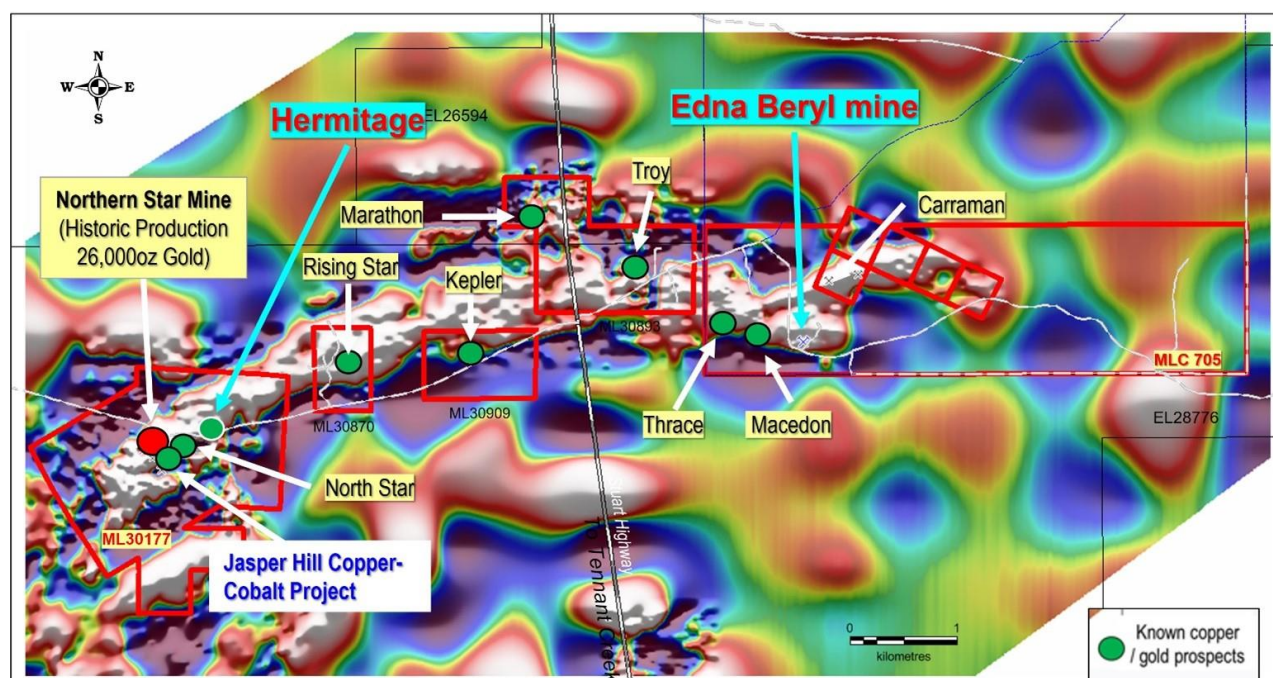 N
W
E
S
Hermitage
EL26594
Edna Beryl mine
Northern Star Mine
(Historic Production
26,000oz Gold)
Marathon
Troy
Carraman
Rising Star
Kepler
ML30893
MLC 705
ML30909
ML30870
Thrace
Macedon
EL28776
North Star
ML30177
Jasper Hill Copper-
Cobalt Project
Stuart Highway
To Tennant Creek
0 1
kilometres
Known copper
/ gold prospects